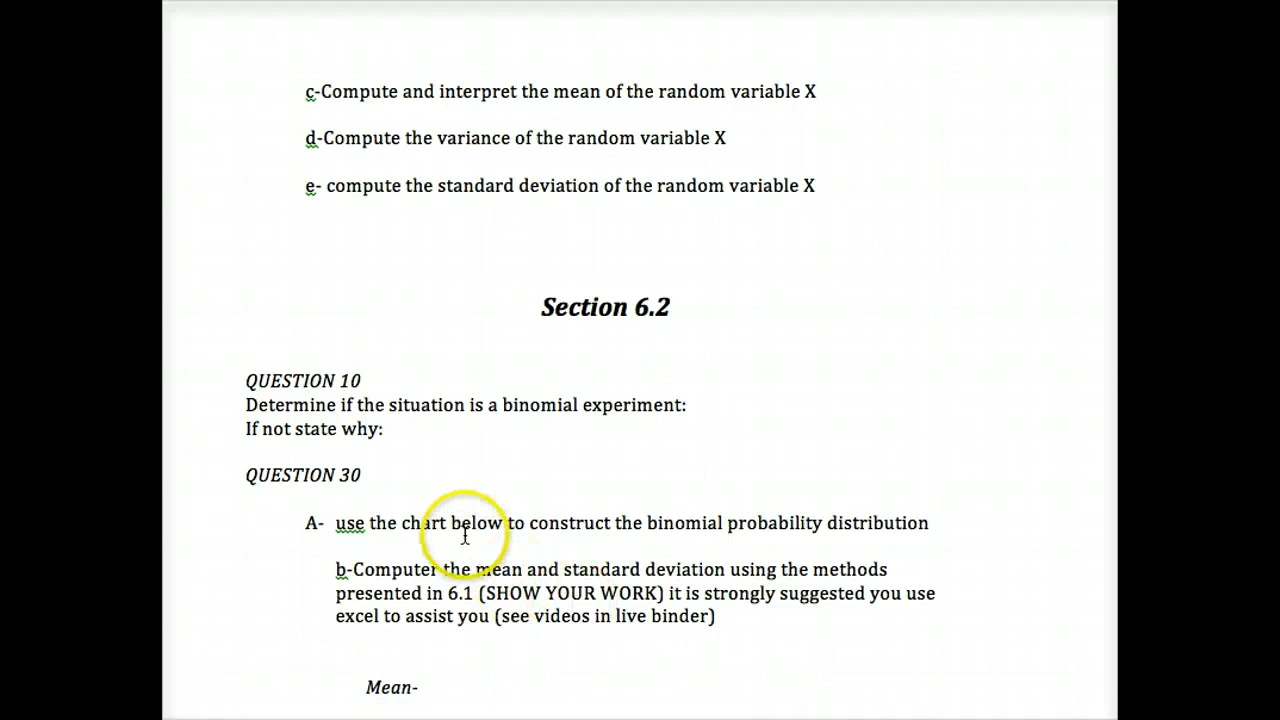 c-Compute and interpret the mean of the random variable X
d-Compute the variance of the random variable X
e- compute the standard deviation of the random variable X
Section 6.2
QUESTION 10
Determine if the situation is a binomial experiment:
If not state why:
QUESTION 30
A- use the chart below to construct the binomial probability distribution
b-Computer the mean and standard deviation using the methods
presented in 6.1 (SHOW YOUR WORK) it is strongly suggested you use
excel to assist you (see videos in live binder)
Mean-